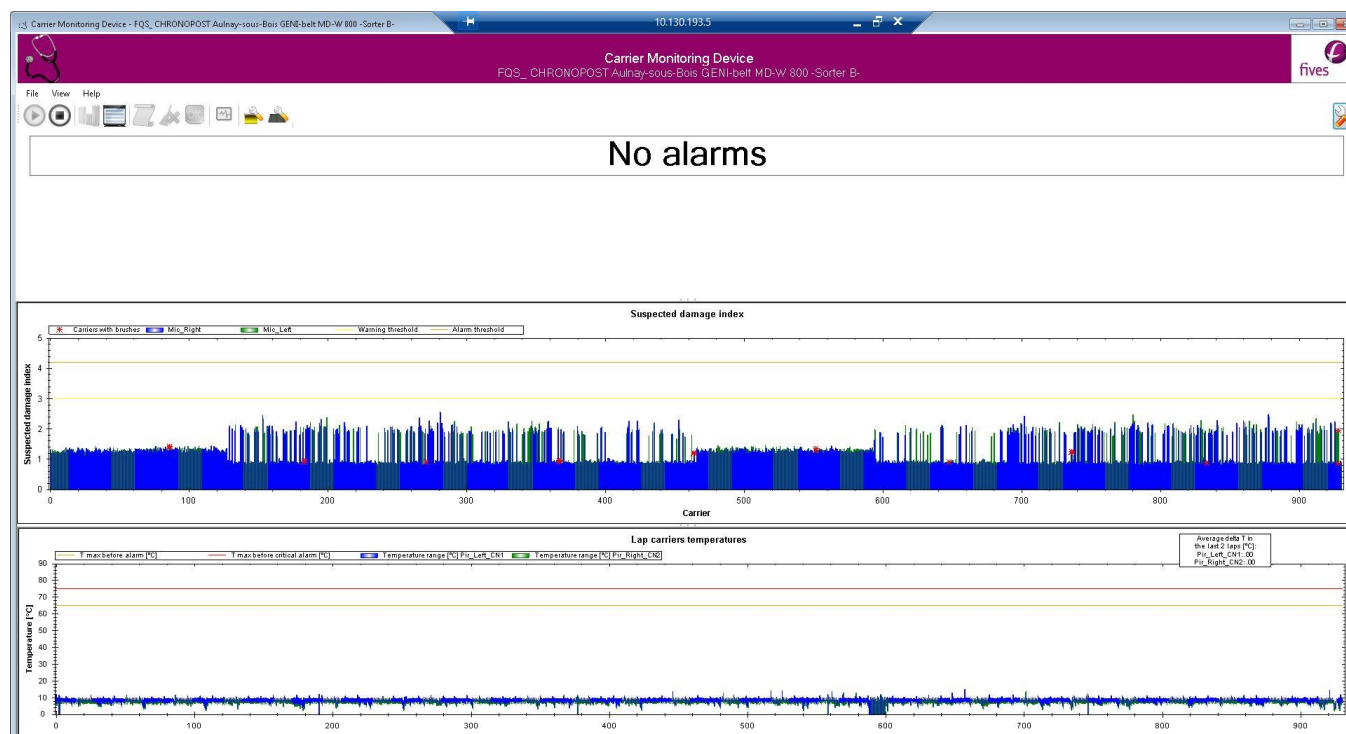 Carrier Monitoring Device - FQS_ CHRONOPOST Aulnay-sous-Bois GENI-belt MD-W 800 -Sorter B-
10.130.193.5
Carrier Monitoring Device
FQS_ CHRONOPOST Aulnay-sous-Bois GENI-belt MD-W 800 -Sorter B-
fives
File View Help
No alarms
Suspected damage index
Carriers with brushes Mic_Right Mic_Left Warning threshold Alarm threshold
Suspected damage index
5
4
3
2
1
0
0 100 200 300 400 500 600 700 800 900
Carrier
Lap carriers temperatures
T max before alarm [°C] T max before critical alarm [°C] Temperature range [°C] Pir_Left_CN1 Temperature range [°C] Pir_Right_CN2
Average delta T in
the last 2 laps [°C]:
Pir_Left_CN1:.00
Pir_Right_CN2:.00
Temperature [°C]
90
80
70
60
50
40
30
20
10
0
0 100 200 300 400 500 600 700 800 900